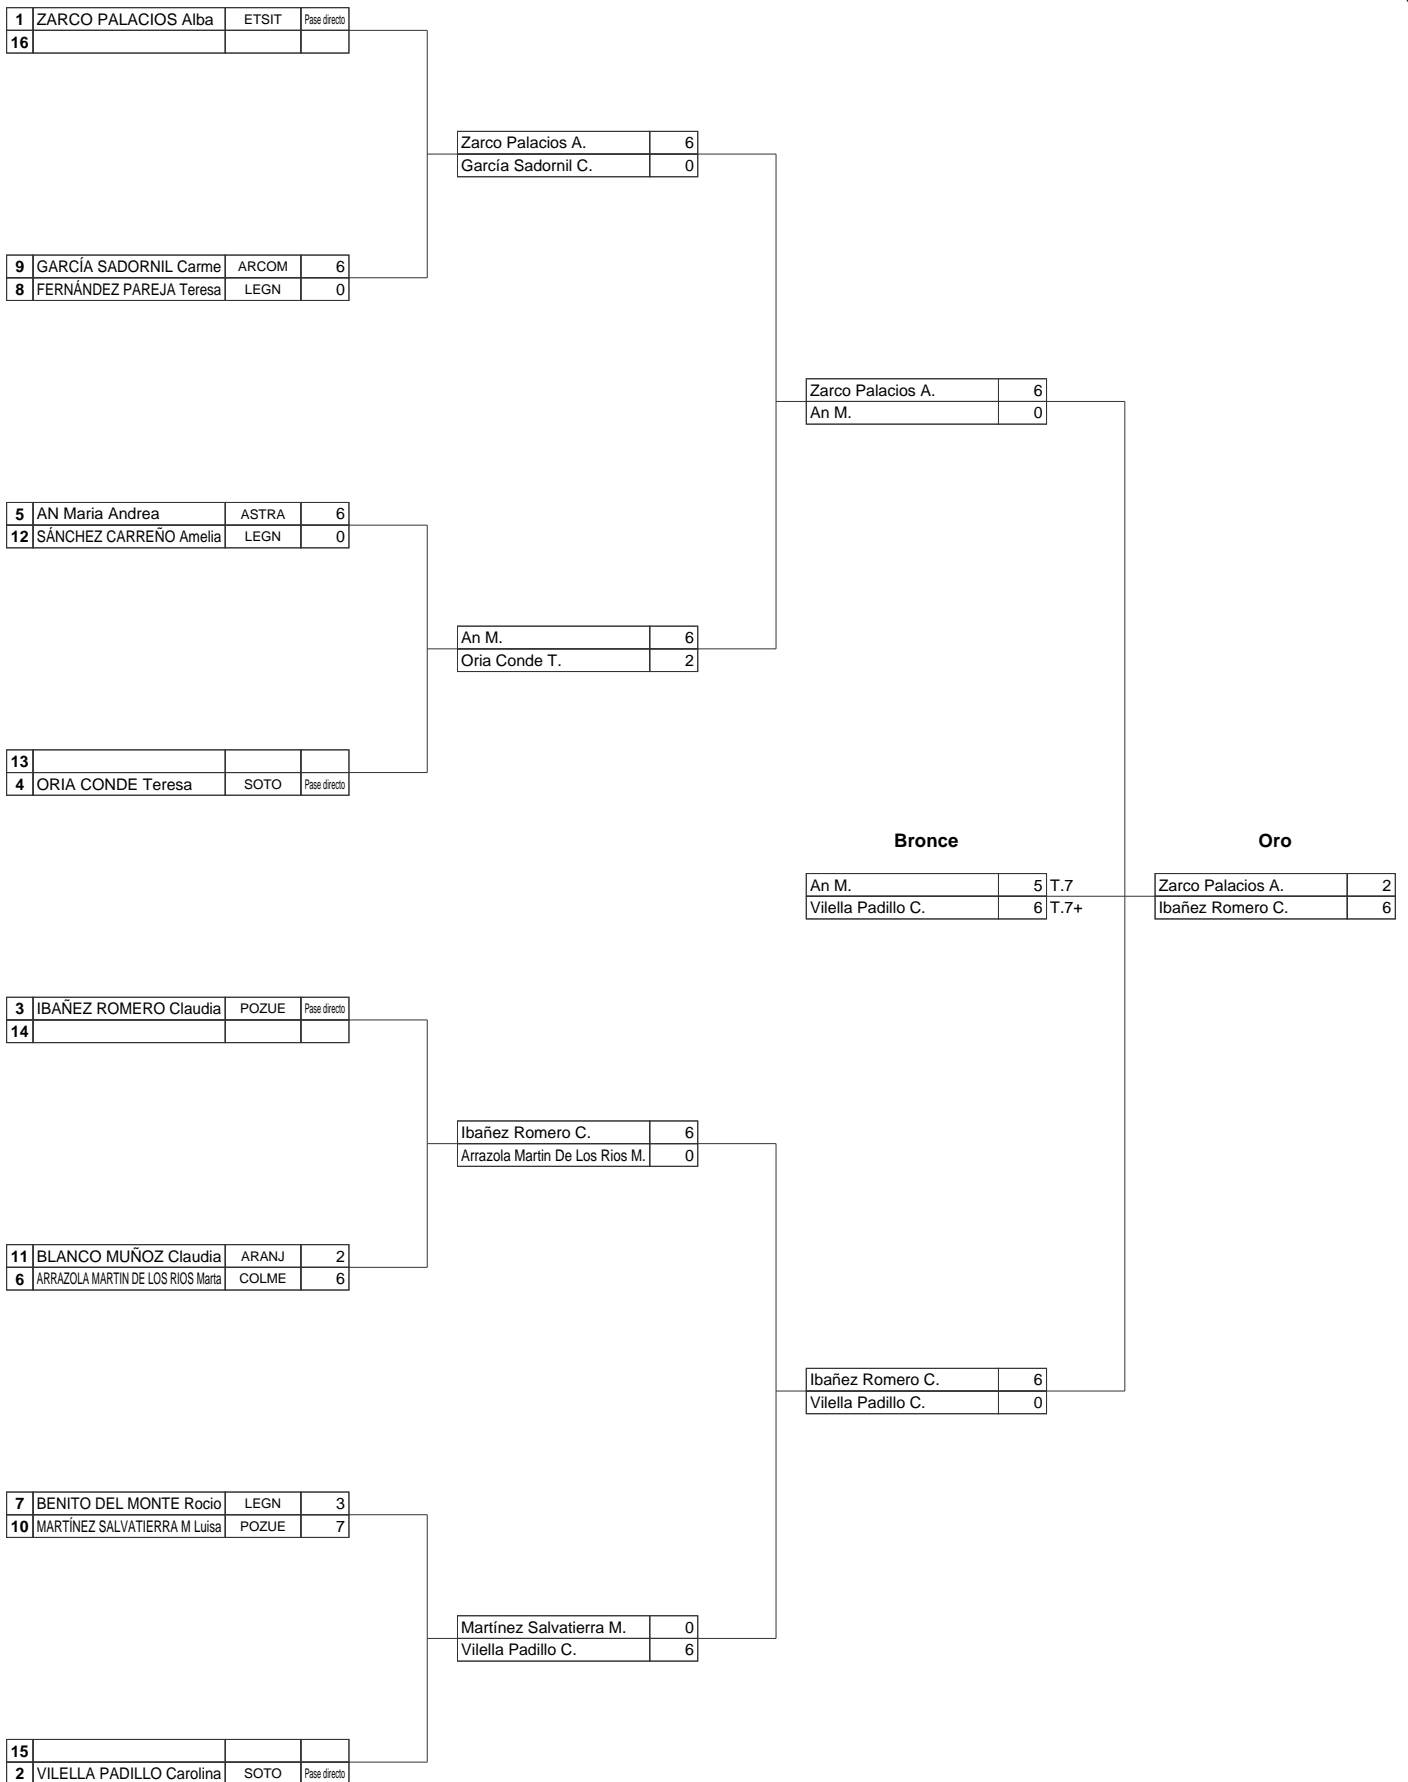 1 ZARCO PALACIOS Alba ETSIT Pase directo
16
Zarco Palacios A. 6
García Sadornil C. 0
9 GARCÍA SADORNIL Carme ARCOM 6
8 FERNÁNDEZ PAREJA Teresa LEGN 0
Zarco Palacios A. 6
An M. 0
5 AN Maria Andrea ASTRA 6
12 SÁNCHEZ CARREÑO Amelia LEGN 0
An M. 6
Oria Conde T. 2
13
4 ORIA CONDE Teresa SOTO Pase directo
Bronce Oro
An M. 5 T.7 Zarco Palacios A. 2
Vilella Padillo C. 6 T.7+ Ibañez Romero C. 6
3 IBAÑEZ ROMERO Claudia POZUE Pase directo
14
Ibañez Romero C. 6
Arrazola Martin De Los Rios M. 0
11 BLANCO MUÑOZ Claudia ARANJ 2
6 ARRAZOLA MARTIN DE LOS RIOS Marta COLME 6
Ibañez Romero C. 6
Vilella Padillo C. 0
7 BENITO DEL MONTE Rocio LEGN 3
10 MARTÍNEZ SALVATIERRA M Luisa POZUE 7
Martínez Salvatierra M. 0
Vilella Padillo C. 6
15
2 VILELLA PADILLO Carolina SOTO Pase directo